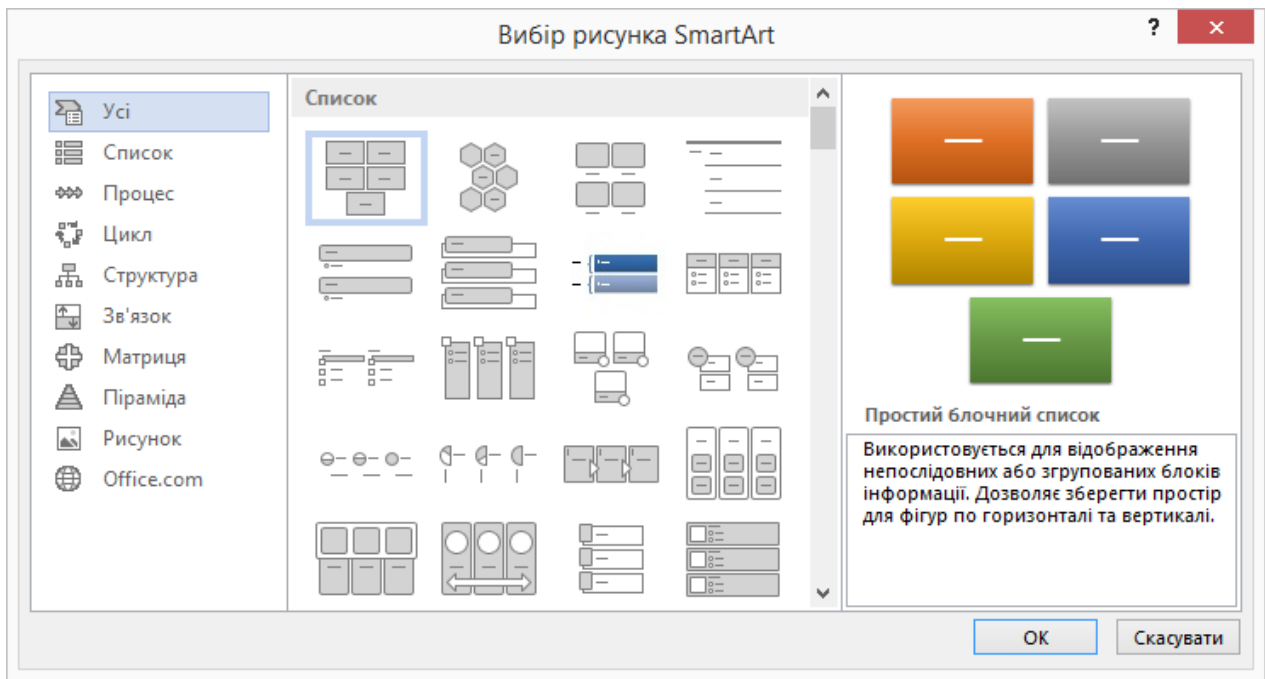 Вибір рисунка SmartArt
?
Усі
Список
Процес
Цикл
Структура
Зв'язок
Матриця
Піраміда
Рисунок
Office.com
Список
Простий блочний список
Використовується для відображення
непослідовних або згрупованих блоків
інформації. Дозволяє зберегти простір
для фігур по горизонталі та вертикалі.
ОК
Скасувати